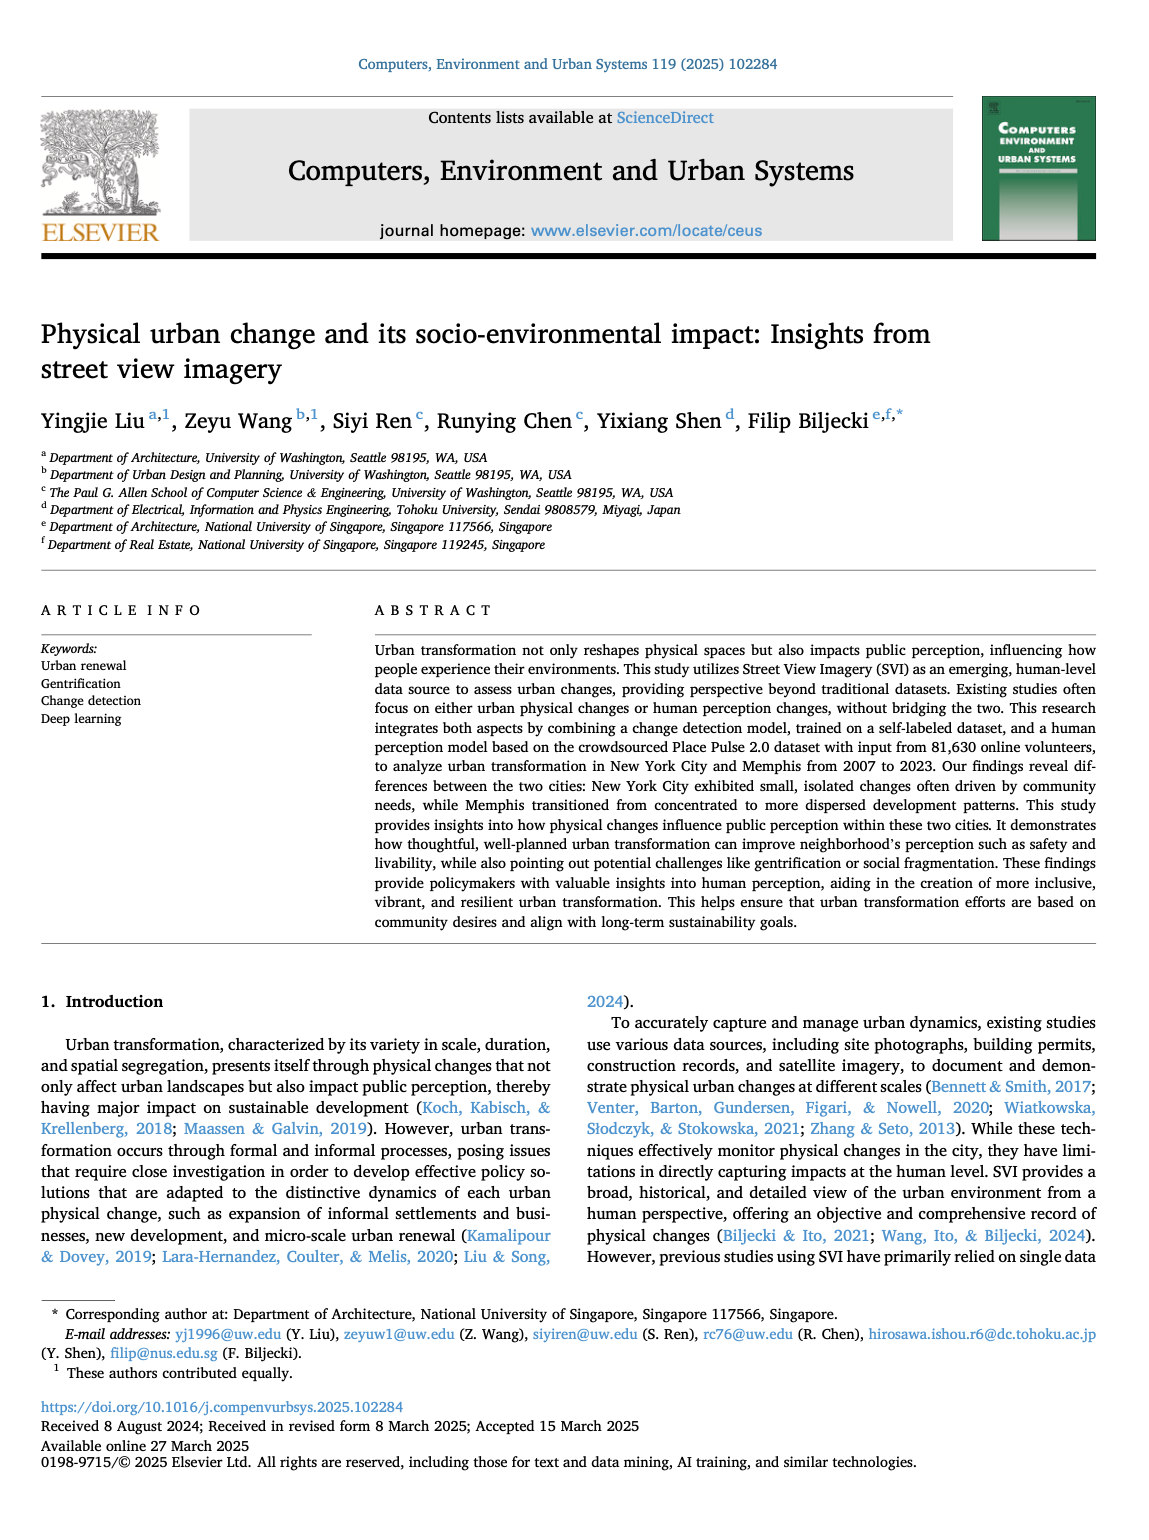 Computers, Environment and Urban Systems 119 (2025) 102284
Contents lists available at ScienceDirect
Computers, Environment and Urban Systems
journal homepage: www.elsevier.com/locate/ceus
ELSEVIER
COMPUTERS
ENVIRONMENT
AND
URBAN SYSTEMS
Physical urban change and its socio-environmental impact: Insights from
street view imagery
Yingjie Liu a,1, Zeyu Wang b,1, Siyi Ren c, Runying Chen c, Yixiang Shen d, Filip Biljecki e,f,*
a Department of Architecture, University of Washington, Seattle 98195, WA, USA
b Department of Urban Design and Planning, University of Washington, Seattle 98195, WA, USA
c The Paul G. Allen School of Computer Science & Engineering, University of Washington, Seattle 98195, WA, USA
d Department of Electrical, Information and Physics Engineering, Tohoku University, Sendai 9808579, Miyagi, Japan
e Department of Architecture, National University of Singapore, Singapore 117566, Singapore
f Department of Real Estate, National University of Singapore, Singapore 119245, Singapore
ARTICLE INFO
Keywords:
Urban renewal
Gentrification
Change detection
Deep learning
ABSTRACT
Urban transformation not only reshapes physical spaces but also impacts public perception, influencing how
people experience their environments. This study utilizes Street View Imagery (SVI) as an emerging, human-level
data source to assess urban changes, providing perspective beyond traditional datasets. Existing studies often
focus on either urban physical changes or human perception changes, without bridging the two. This research
integrates both aspects by combining a change detection model, trained on a self-labeled dataset, and a human
perception model based on the crowdsourced Place Pulse 2.0 dataset with input from 81,630 online volunteers,
to analyze urban transformation in New York City and Memphis from 2007 to 2023. Our findings reveal dif-
ferences between the two cities: New York City exhibited small, isolated changes often driven by community
needs, while Memphis transitioned from concentrated to more dispersed development patterns. This study
provides insights into how physical changes influence public perception within these two cities. It demonstrates
how thoughtful, well-planned urban transformation can improve neighborhood's perception such as safety and
livability, while also pointing out potential challenges like gentrification or social fragmentation. These findings
provide policymakers with valuable insights into human perception, aiding in the creation of more inclusive,
vibrant, and resilient urban transformation. This helps ensure that urban transformation efforts are based on
community desires and align with long-term sustainability goals.
1. Introduction
Urban transformation, characterized by its variety in scale, duration,
and spatial segregation, presents itself through physical changes that not
only affect urban landscapes but also impact public perception, thereby
having major impact on sustainable development (Koch, Kabisch, &
Krellenberg, 2018; Maassen & Galvin, 2019). However, urban trans-
formation occurs through formal and informal processes, posing issues
that require close investigation in order to develop effective policy so-
lutions that are adapted to the distinctive dynamics of each urban
physical change, such as expansion of informal settlements and busi-
nesses, new development, and micro-scale urban renewal (Kamalipour
& Dovey, 2019; Lara-Hernandez, Coulter, & Melis, 2020; Liu & Song,
2024).
To accurately capture and manage urban dynamics, existing studies
use various data sources, including site photographs, building permits,
construction records, and satellite imagery, to document and demon-
strate physical urban changes at different scales (Bennett & Smith, 2017;
Venter, Barton, Gundersen, Figari, & Nowell, 2020; Wiatkowska,
Słodczyk, & Stokowska, 2021; Zhang & Seto, 2013). While these tech-
niques effectively monitor physical changes in the city, they have limi-
tations in directly capturing impacts at the human level. SVI provides a
broad, historical, and detailed view of the urban environment from a
human perspective, offering an objective and comprehensive record of
physical changes (Biljecki & Ito, 2021; Wang, Ito, & Biljecki, 2024).
However, previous studies using SVI have primarily relied on single data
* Corresponding author at: Department of Architecture, National University of Singapore, Singapore 117566, Singapore.
E-mail addresses: yj1996@uw.edu (Y. Liu), zeyuw1@uw.edu (Z. Wang), siyiren@uw.edu (S. Ren), rc76@uw.edu (R. Chen), hirosawa.ishou.r6@dc.tohoku.ac.jp
(Y. Shen), filip@nus.edu.sg (F. Biljecki).
1 These authors contributed equally.
https://doi.org/10.1016/j.compenvurbsys.2025.102284
Received 8 August 2024; Received in revised form 8 March 2025; Accepted 15 March 2025
Available online 27 March 2025
0198-9715/© 2025 Elsevier Ltd. All rights are reserved, including those for text and data mining, AI training, and similar technologies.